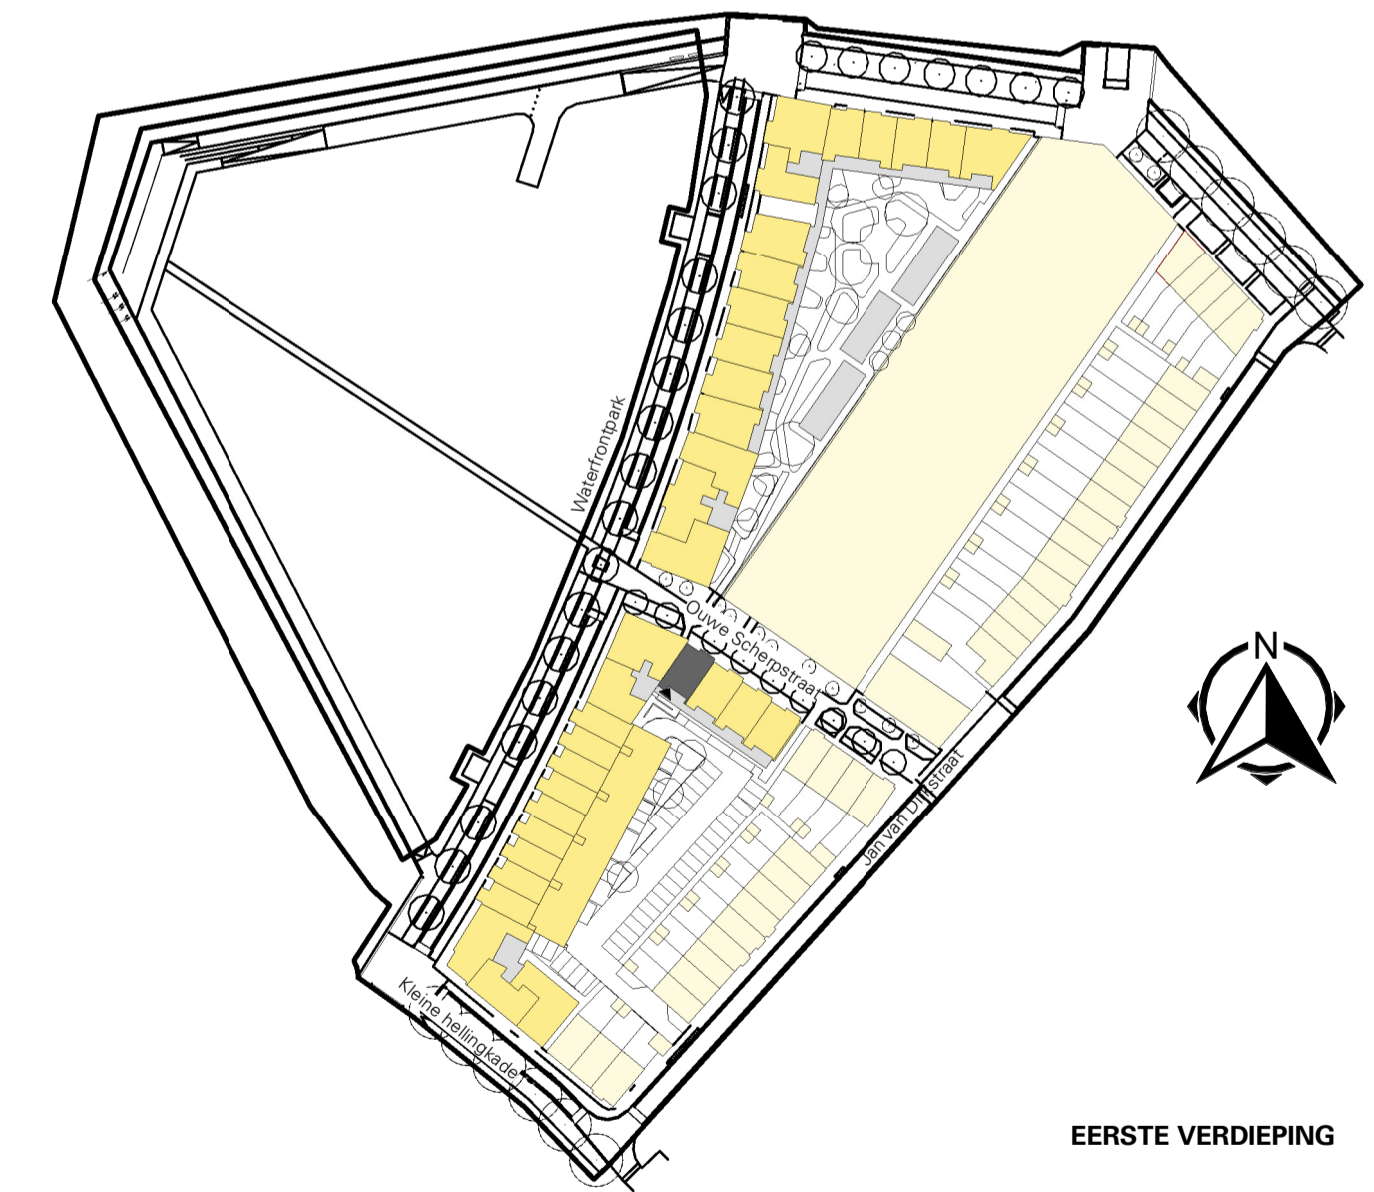 Waterfrontpark
Ouwe Scherpstraat
N
Jan van Dijkstraat
Kleine hellingkade
EERSTE VERDIEPING